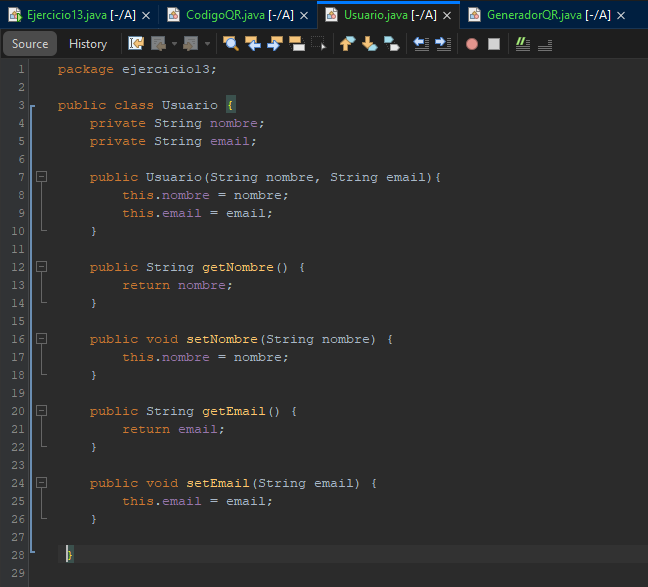 Ejercicio13.java [-/A] CodigoQR.java [-/A] Usuario.java [-/A] GeneradorQR.java [-/A]
Source History
1 package ejercicio13;
2
3 public class Usuario {
4 private String nombre;
5 private String email;
6
7 public Usuario(String nombre, String email){
8 this.nombre = nombre;
9 this.email = email;
10 }
11
12 public String getNombre() {
13 return nombre;
14 }
15
16 public void setNombre(String nombre) {
17 this.nombre = nombre;
18 }
19
20 public String getEmail() {
21 return email;
22 }
23
24 public void setEmail(String email) {
25 this.email = email;
26 }
27
28 }
29